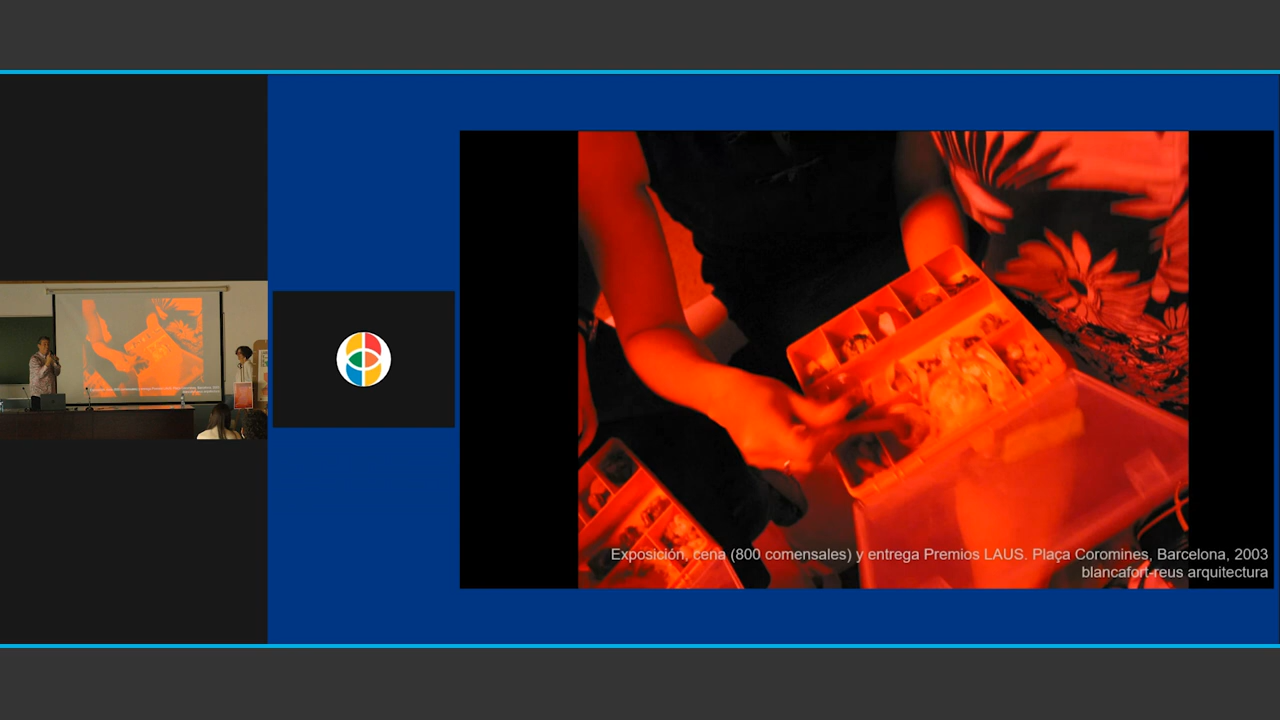 Exposición, cena (800 comensales) y entrega Premios LAUS. Plaça Coromines, Barcelona, 2003
blancafort-reus arquitectura